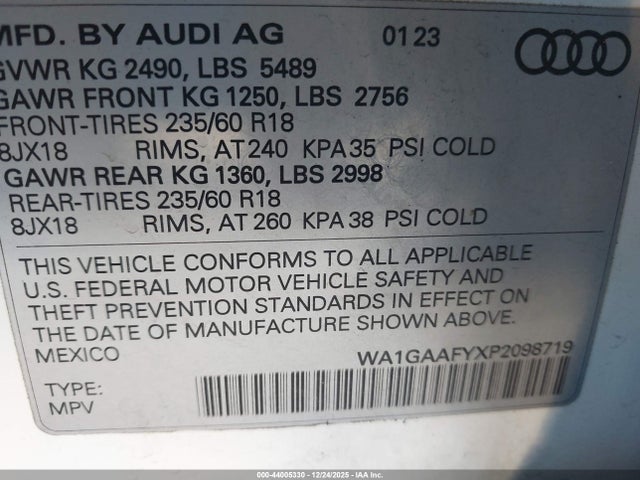 MFD. BY AUDI AG 01 23
GVWR KG 2490, LBS 5489
GAWR FRONT KG 1250, LBS 2756
FRONT-TIRES 235/60 R18
8JX18 RIMS, AT 240 KPA 35 PSI COLD
GAWR REAR KG 1360, LBS 2998
REAR-TIRES 235/60 R18
8JX18 RIMS, AT 260 KPA 38 PSI COLD
THIS VEHICLE CONFORMS TO ALL APPLICABLE
U.S. FEDERAL MOTOR VEHICLE SAFETY AND
THEFT PREVENTION STANDARDS IN EFFECT ON
THE DATE OF MANUFACTURE SHOWN ABOVE.
MEXICO WA1GAAFYXP2098719
TYPE:
MPV
000-44005330 - 12/24/2025 - IAAI/US